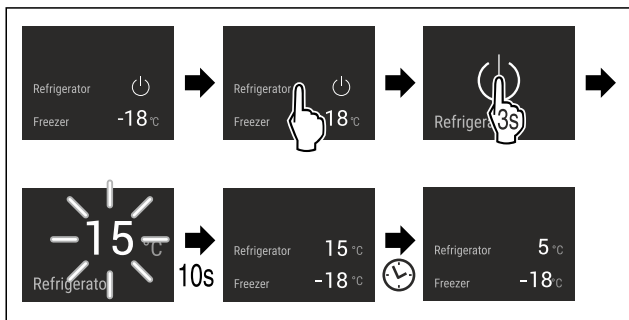 Refrigerator
Freezer -18 °C
Refrigerator
Freezer 18 °C
Refrigera 3s
15 °C
Refrigerato
10s
Refrigerator 15 °C
Freezer -18 °C
Refrigerator 5 °C
Freezer -18 °C